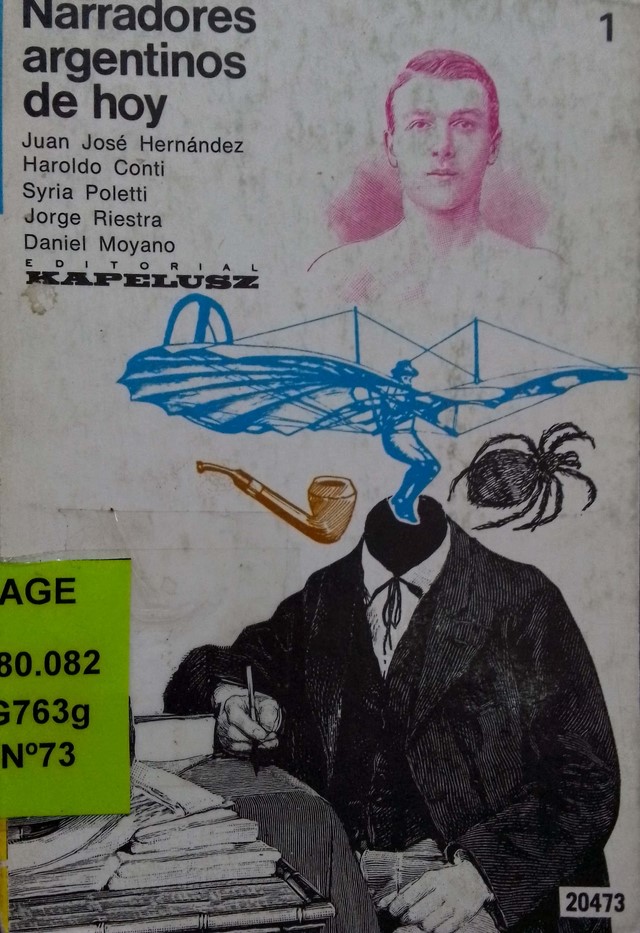 Narradores
argentinos
de hoy
1
Juan José Hernández
Haroldo Conti
Syria Poletti
Jorge Riestra
Daniel Moyano
EDITORIAL
KAPELUSZ
AGE
80.082
G763g
Nº73
20473